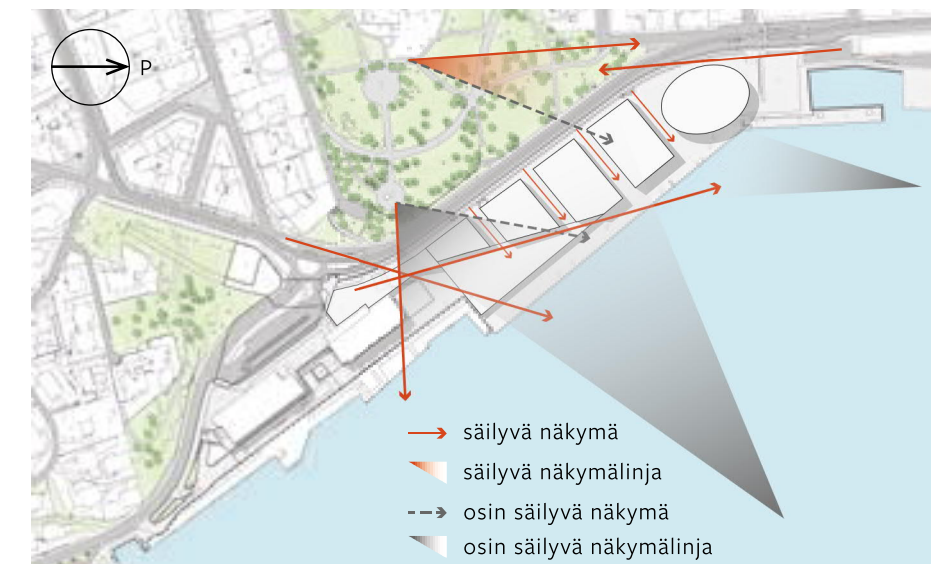 P
säilyvä näkymä
säilyvä näkymälinja
osin säilyvä näkymä
osin säilyvä näkymälinja